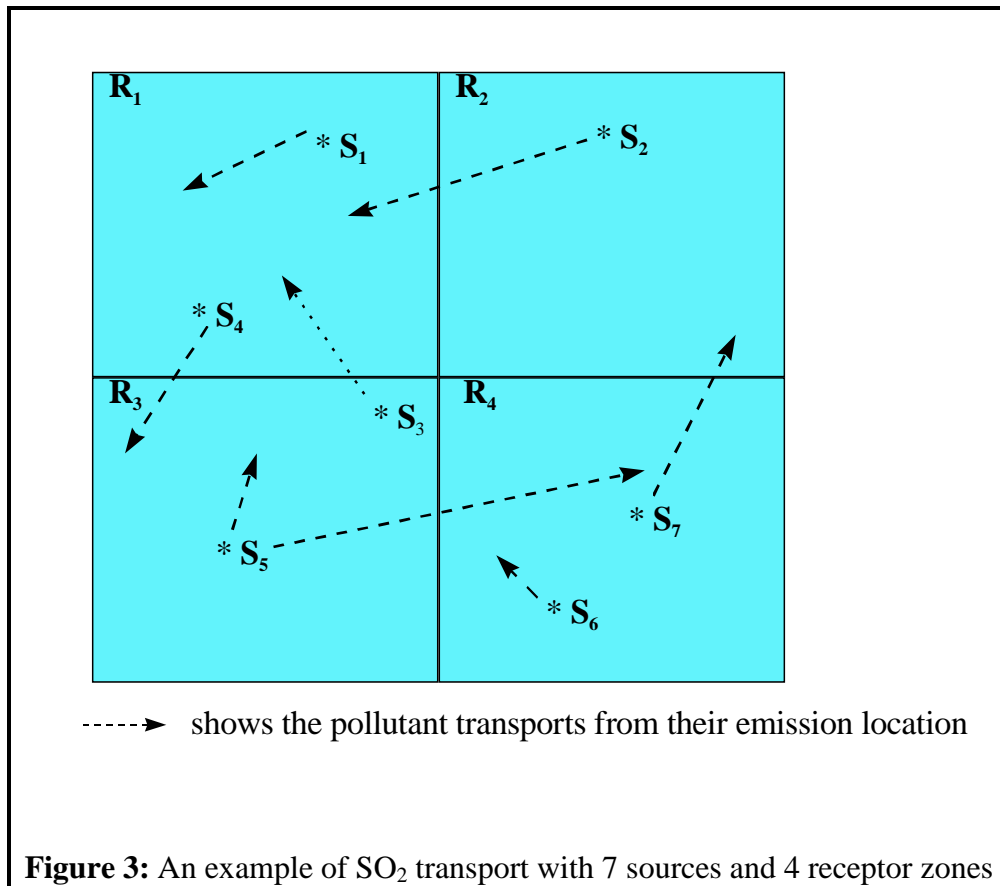 R₁
R₂
* S₁
* S₂
* S₄
R₃
R₄
* S₃
* S₇
* S₅
* S₆
shows the pollutant transports from their emission location
Figure 3: An example of SO₂ transport with 7 sources and 4 receptor zones